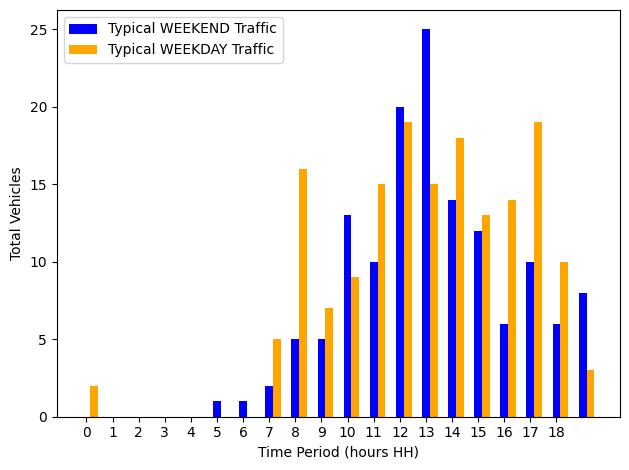 Typical WEEKEND Traffic
Typical WEEKDAY Traffic
25
20
15
10
5
0
Total Vehicles
0 1 2 3 4 5 6 7 8 9 10 11 12 13 14 15 16 17 18
Time Period (hours HH)